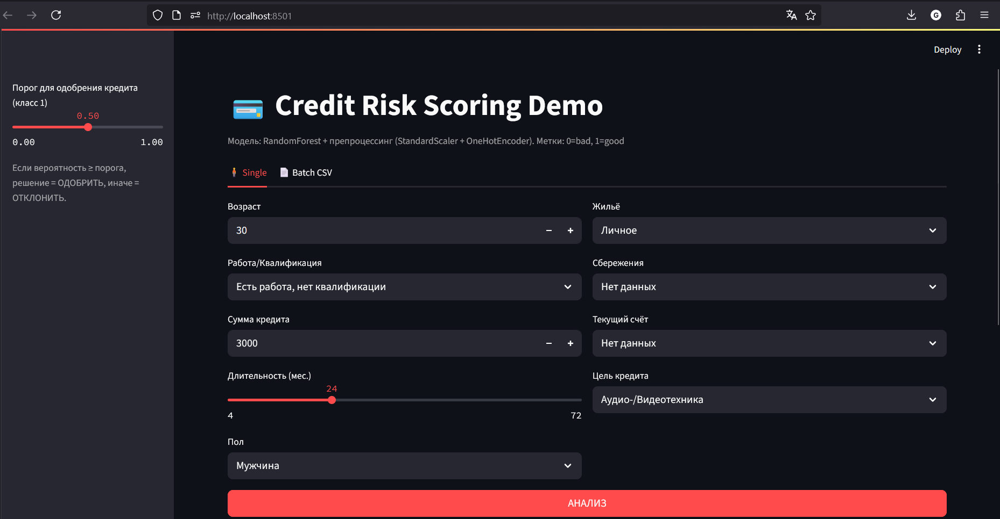 http://localhost:8501
G
Deploy
Порог для одобрения кредита
(класс 1)
0.50
0.00 1.00
Если вероятность ≥ порога,
решение = ОДОБРИТЬ, иначе =
ОТКЛОНИТЬ.
Credit Risk Scoring Demo
Модель: RandomForest + препроцессинг (StandardScaler + OneHotEncoder). Метки: 0=bad, 1=good
Single Batch CSV
Возраст
30
Работа/Квалификация
Есть работа, нет квалификации
Сумма кредита
3000
Длительность (мес.)
24
4 72
Пол
Мужчина
Жильё
Личное
Сбережения
Нет данных
Текущий счёт
Нет данных
Цель кредита
Аудио-/Видеотехника
АНАЛИЗ